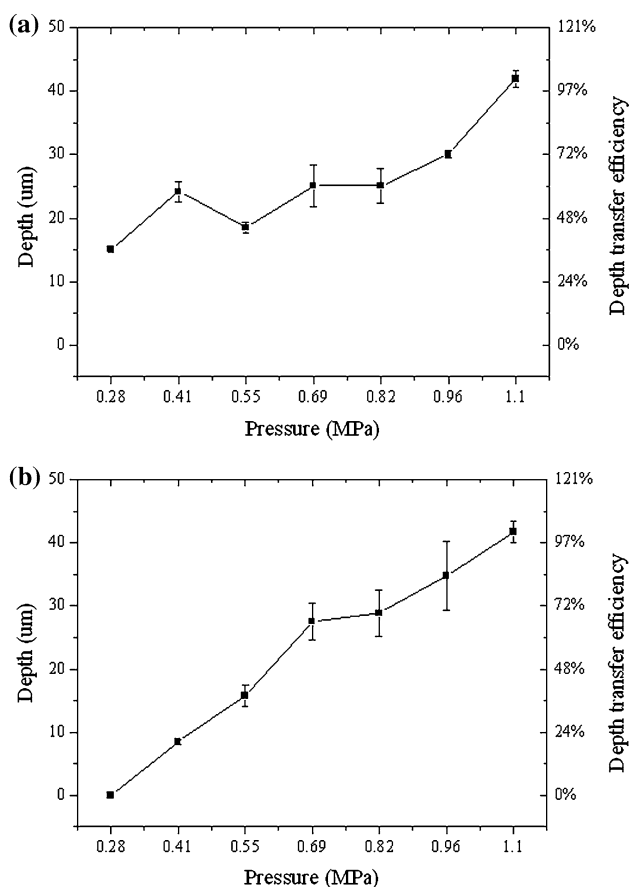 (a)
50 121%
40 97%
30 72%
20 48%
10 24%
0 0%
Depth (um)
Depth transfer efficiency
0.28 0.41 0.55 0.69 0.82 0.96 1.1
Pressure (MPa)
(b)
50 121%
40 97%
30 72%
20 48%
10 24%
0 0%
Depth (um)
Depth transfer efficiency
0.28 0.41 0.55 0.69 0.82 0.96 1.1
Pressure (MPa)